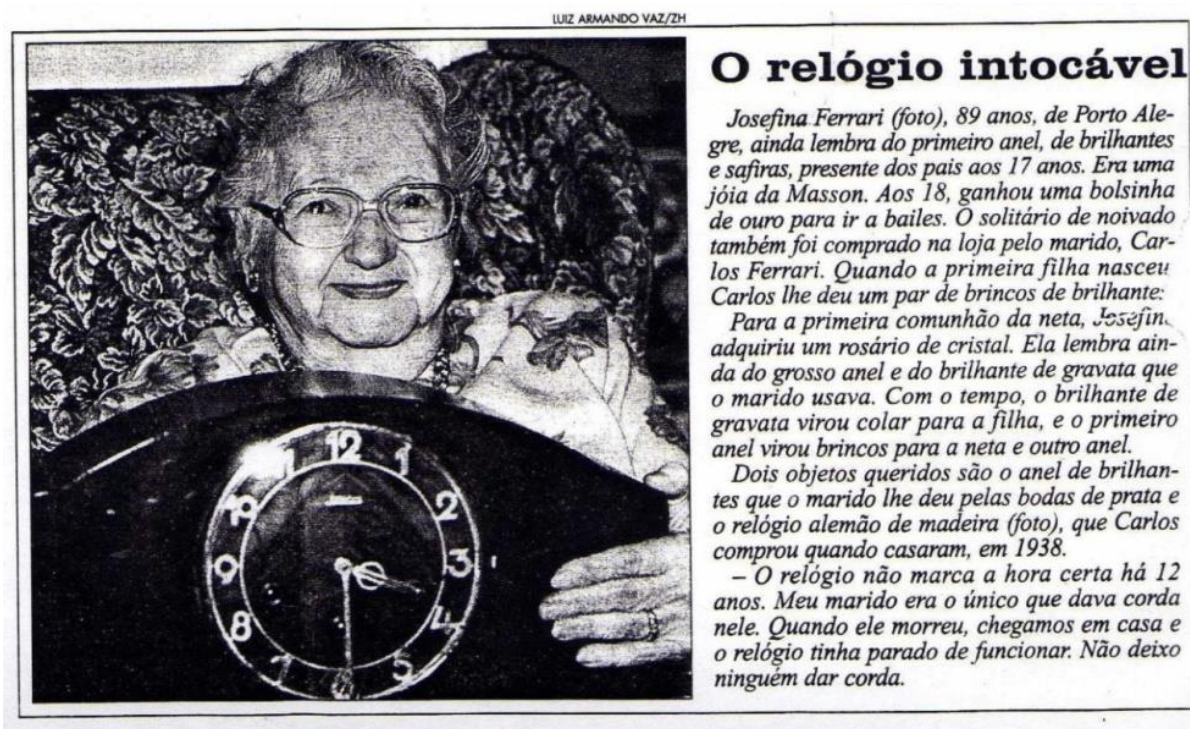 LUIZ ARMANDO VAZ/ZH
O relógio intocável
Josefina Ferrari (foto), 89 anos, de Porto Ale-
gre, ainda lembra do primeiro anel, de brilhantes
e safiras, presente dos pais aos 17 anos. Era uma
jóia da Masson. Aos 18, ganhou uma bolsinha
de ouro para ir a bailes. O solitário de noivado
também foi comprado na loja pelo marido, Car-
los Ferrari. Quando a primeira filha nasceu
Carlos lhe deu um par de brincos de brilhante
Para a primeira comunhão da neta, Josefin
adquiriu um rosário de cristal. Ela lembra ain-
da do grosso anel e do brilhante de gravata que
o marido usava. Com o tempo, o brilhante de
gravata virou colar para a filha, e o primeiro
anel virou brincos para a neta e outro anel.
Dois objetos queridos são o anel de brilhan-
tes que o marido lhe deu pelas bodas de prata e
o relógio alemão de madeira (foto), que Carlos
comprou quando casaram, em 1938.
– O relógio não marca a hora certa há 12
anos. Meu marido era o único que dava corda
nele. Quando ele morreu, chegamos em casa e
o relógio tinha parado de funcionar. Não deixo
ninguém dar corda.
12
11
1
10
2
9
3
8
4
7
5
6